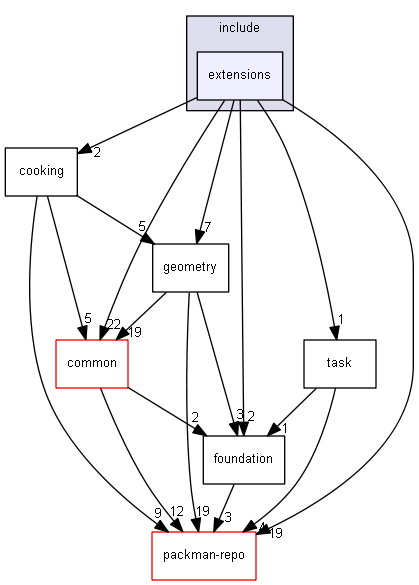 include
extensions
2
cooking
5
7
geometry
5
22
19
1
common
task
2
3
2
1
foundation
9
12
19
3
19
packman-repo